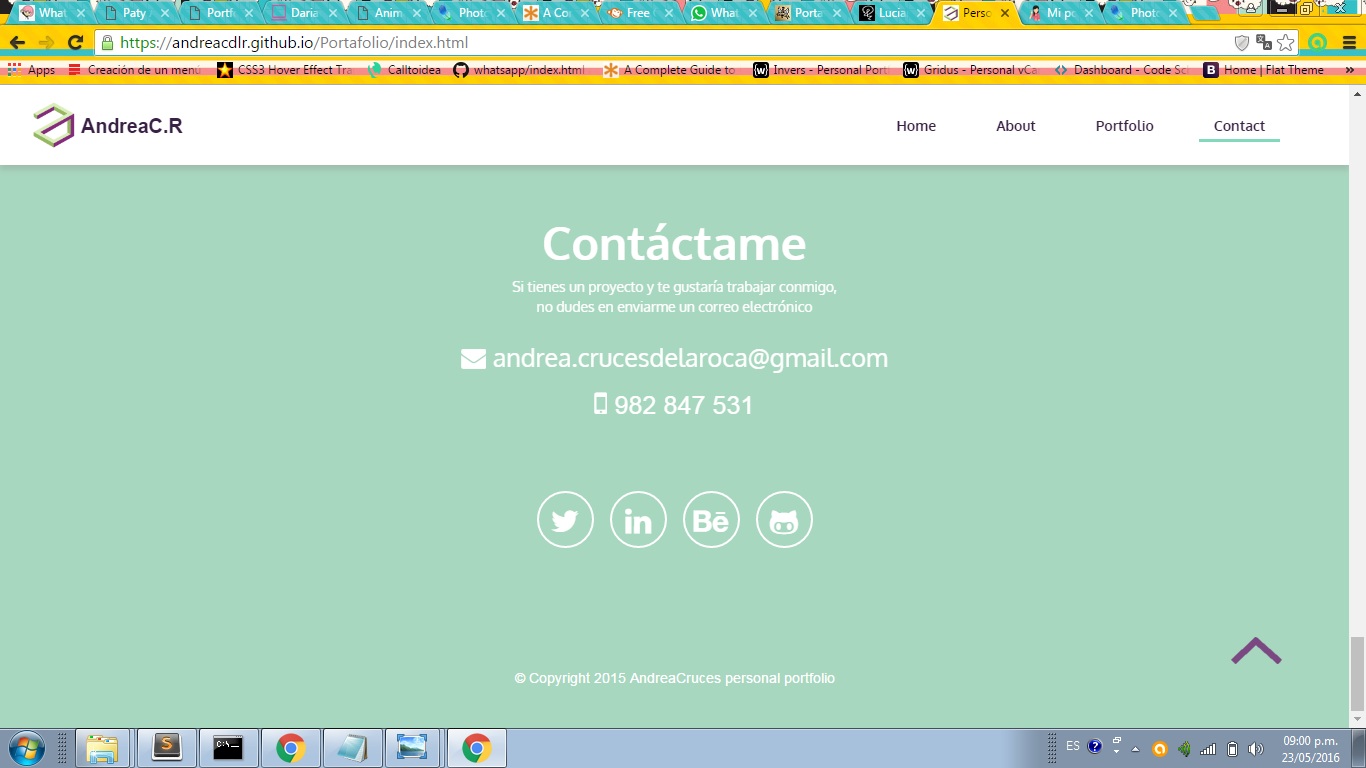 What
Paty
Portf
Daria
Anim
Photo
A Co
Free
What
Porta
Lucia
Perso
Mi p
Photo
https://andreacdlr.github.io/Portafolio/index.html
Apps
Creación de un menú
CSS3 Hover Effect Tra
Calltoidea
whatsapp/index.html
A Complete Guide to
Invers - Personal Port
Gridus - Personal vCa
Dashboard - Code Sc
Home | Flat Theme
»
AndreaC.R
Home
About
Portfolio
Contact
Contáctame
Si tienes un proyecto y te gustaría trabajar conmigo,
no dudes en enviarme un correo electrónico
andrea.crucesdelaroca@gmail.com
982 847 531
in
Bē
© Copyright 2015 AndreaCruces personal portfolio
ES
09:00 p.m.
23/05/2016